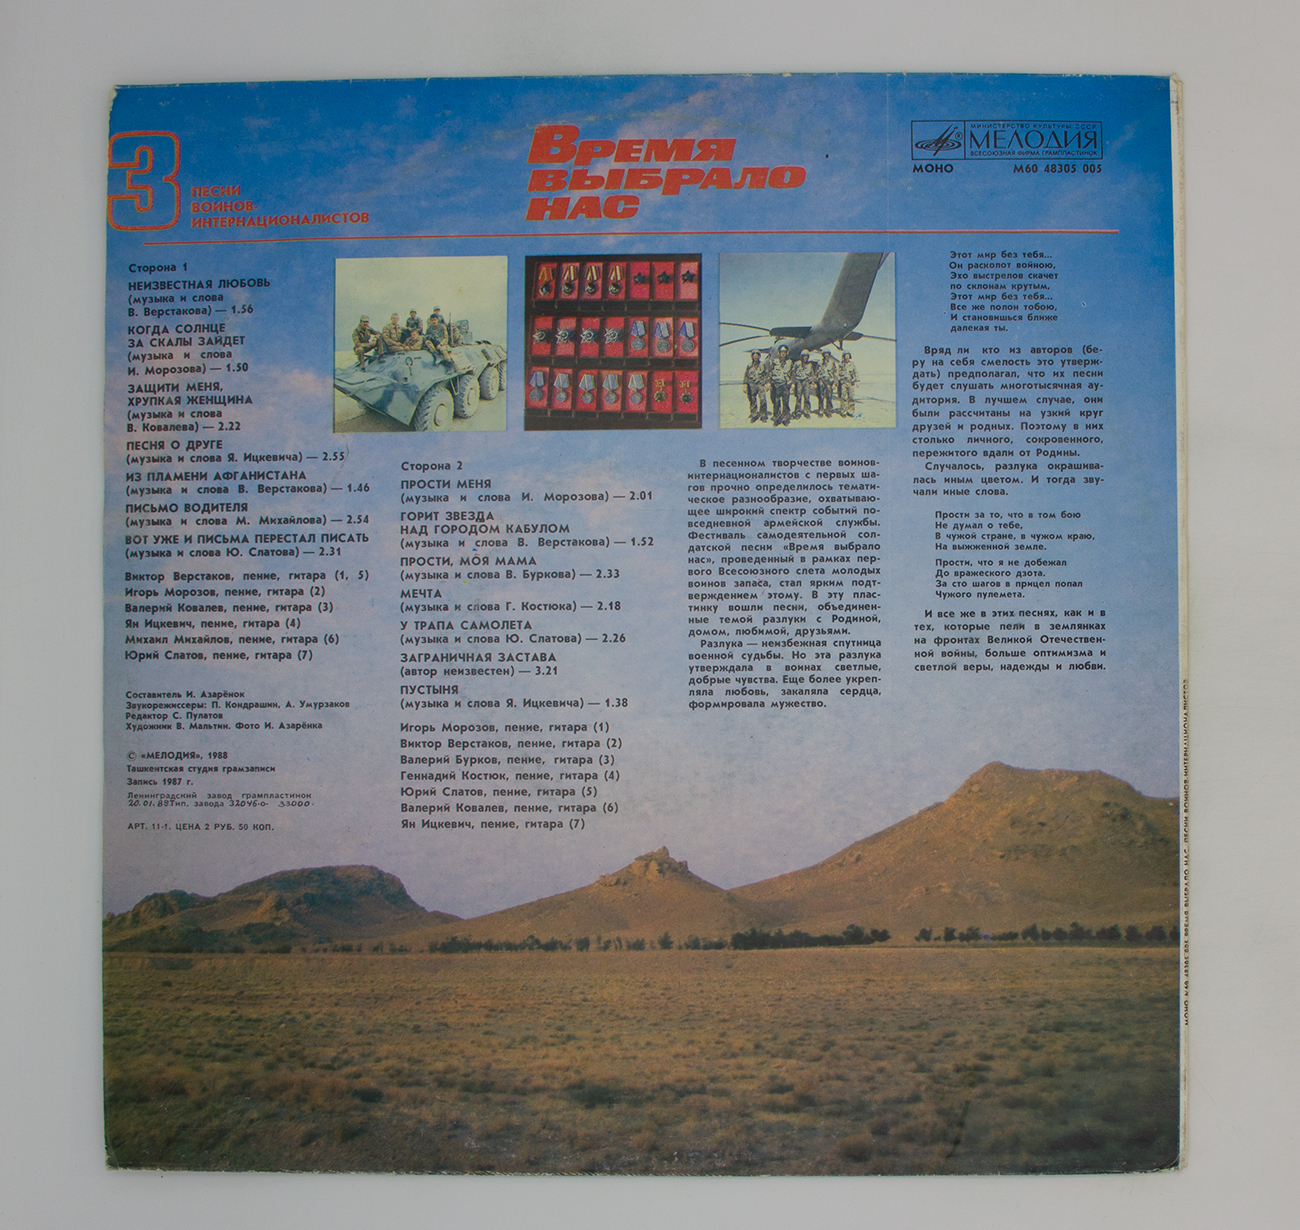 3
ПЕСНИ
ВОИНОВ-
ИНТЕРНАЦИОНАЛИСТОВ
ВРЕМЯ
ВЫБРАЛО
НАС
МИНИСТЕРСТВО КУЛЬТУРЫ СССР
МЕЛОДИЯ
ВСЕСОЮЗНАЯ ФИРМА ГРАМПЛАСТИНОК
МОНО М60 48305 005
Сторона 1
НЕИЗВЕСТНАЯ ЛЮБОВЬ
(музыка и слова
В. Верстакова) — 1.56
КОГДА СОЛНЦЕ
ЗА СКАЛЫ ЗАЙДЕТ
(музыка и слова
И. Морозова) — 1.50
ЗАЩИТИ МЕНЯ,
ХРУПКАЯ ЖЕНЩИНА
(музыка и слова
В. Ковалева) — 2.22
ПЕСНЯ О ДРУГЕ
(музыка и слова Я. Ицкевича) — 2.55
ИЗ ПЛАМЕНИ АФГАНИСТАНА
(музыка и слова В. Верстакова) — 1.46
ПИСЬМО ВОДИТЕЛЯ
(музыка и слова М. Михайлова) — 2.54
ВОТ УЖЕ И ПИСЬМА ПЕРЕСТАЛ ПИСАТЬ
(музыка и слова Ю. Слатова) — 2.31
Виктор Верстаков, пение, гитара (1, 5)
Игорь Морозов, пение, гитара (2)
Валерий Ковалев, пение, гитара (3)
Ян Ицкевич, пение, гитара (4)
Михаил Михайлов, пение, гитара (6)
Юрий Слатов, пение, гитара (7)
Составитель И. Азарёнок
Звукорежиссеры: П. Кондрашин, А. Умурзаков
Редактор С. Пулатов
Художник В. Мальтин. Фото И. Азарёнка
© «МЕЛОДИЯ», 1988
Ташкентская студия грамзаписи
Запись 1987 г.
Ленинградский завод грампластинок
20.01.89 Тип. завода 33000
АРТ. 11-1. ЦЕНА 2 РУБ. 50 КОП.
Сторона 2
ПРОСТИ МЕНЯ
(музыка и слова И. Морозова) — 2.01
ГОРИТ ЗВЕЗДА
НАД ГОРОДОМ КАБУЛОМ
(музыка и слова В. Верстакова) — 1.52
ПРОСТИ, МОЯ МАМА
(музыка и слова В. Буркова) — 2.33
МЕЧТА
(музыка и слова Г. Костюка) — 2.18
У ТРАПА САМОЛЕТА
(музыка и слова Ю. Слатова) — 2.26
ЗАГРАНИЧНАЯ ЗАСТАВА
(автор неизвестен) — 3.21
ПУСТЫНЯ
(музыка и слова Я. Ицкевича) — 1.38
Игорь Морозов, пение, гитара (1)
Виктор Верстаков, пение, гитара (2)
Валерий Бурков, пение, гитара (3)
Геннадий Костюк, пение, гитара (4)
Юрий Слатов, пение, гитара (5)
Валерий Ковалев, пение, гитара (6)
Ян Ицкевич, пение, гитара (7)
В песенном творчестве воинов-
интернационалистов с первых ша-
гов прочно определилось темати-
ческое разнообразие, охватываю-
щее широкий спектр событий по-
вседневной армейской службы.
Фестиваль самодеятельной сол-
датской песни «Время выбрало
нас», проведенный в рамках пер-
вого Всесоюзного слета молодых
воинов запаса, стал ярким подт-
верждением этому. В эту плас-
тинку вошли песни, объединен-
ные темой разлуки с Родиной,
домом, любимой, друзьями.
Разлука — неизбежная спутница
военной судьбы. Но эта разлука
утверждала в воинах светлые,
добрые чувства. Еще более укреп-
ляла любовь, закаляла сердца,
формировала мужество.
Этот мир без тебя...
Он расколот войною,
Эхо выстрелов скачет
по склонам крутым,
Этот мир без тебя...
Все же полон тобою,
И становишься ближе
далекая ты.
Вряд ли кто из авторов (бе-
ру на себя смелость это утверж-
дать) предполагал, что их песни
будет слушать многотысячная ау-
дитория. В лучшем случае, они
были рассчитаны на узкий круг
друзей и родных. Поэтому в них
столько личного, сокровенного,
пережитого вдали от Родины.
Случалось, разлука окрашива-
лась иным цветом. И тогда зву-
чали иные слова.
Прости за то, что в том бою
Не думал о тебе,
В чужой стране, в чужом краю,
На выжженной земле.
Прости, что я не добежал
До вражеского дзота.
За сто шагов в прицел попал
Чужого пулемета.
И все же в этих песнях, как и в
тех, которые пели в землянках
на фронтах Великой Отечествен-
ной войны, больше оптимизма и
светлой веры, надежды и любви.
МОНО М60 48305 005 ВРЕМЯ ВЫБРАЛО НАС. ПЕСНИ ВОИНОВ-ИНТЕРНАЦИОНАЛИСТОВ